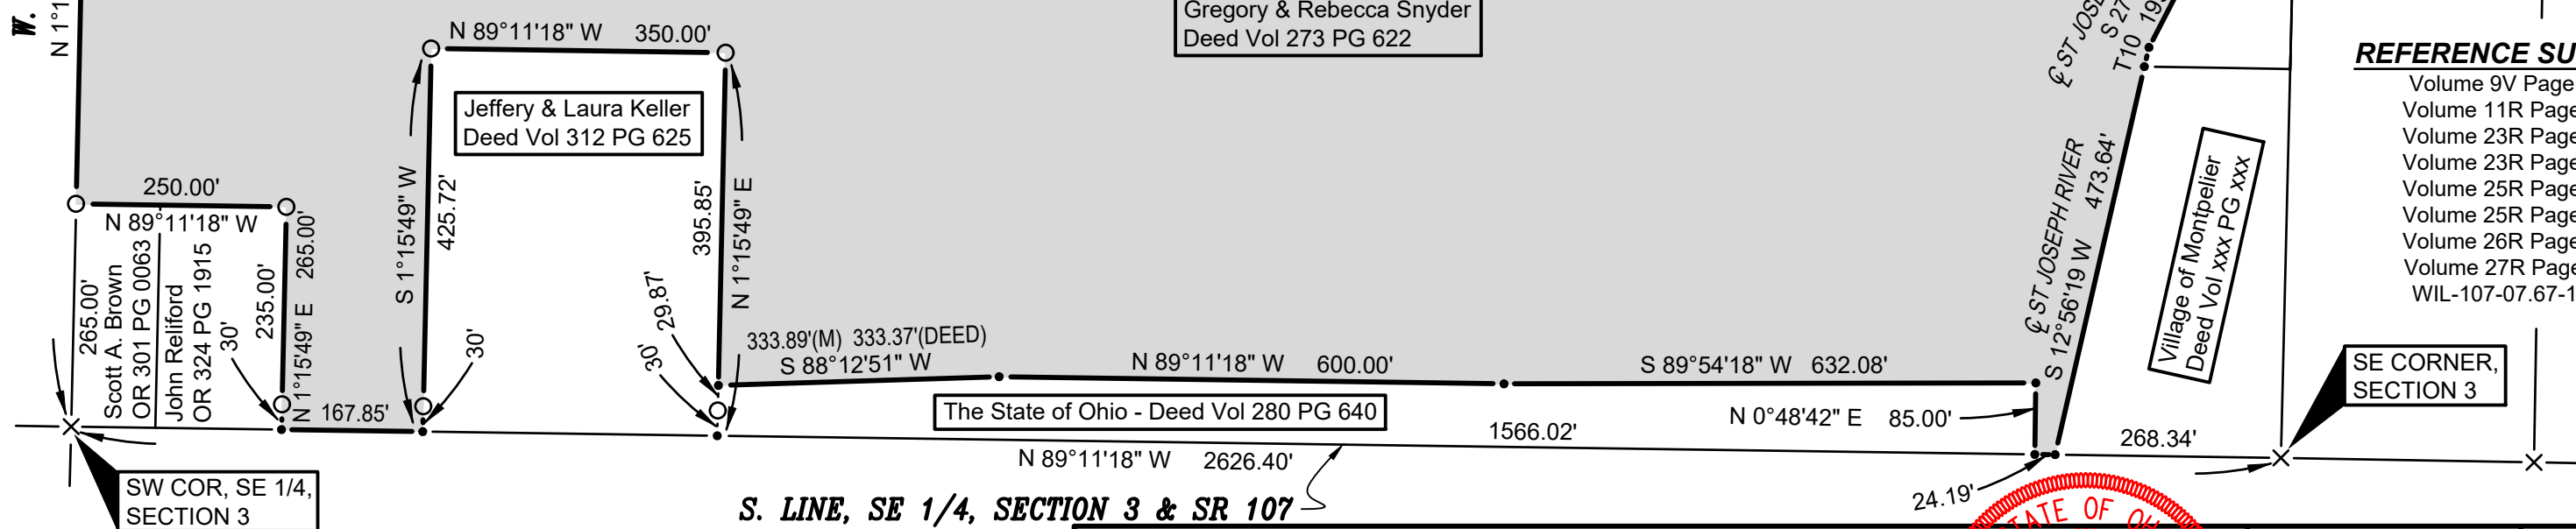 W.
N 1°1
N 89°11'18" W 350.00'
Gregory & Rebecca Snyder
Deed Vol 273 PG 622
℄ ST JOSE
S 27
T10 19
REFERENCE SU
Volume 9V Page
Volume 11R Page
Volume 23R Page
Volume 23R Page
Volume 25R Page
Volume 25R Page
Volume 26R Page
Volume 27R Page
WIL-107-07.67-1
Jeffery & Laura Keller
Deed Vol 312 PG 625
250.00'
N 89°11'18" W
265.00'
Scott A. Brown
OR 301 PG 0063
John Reliford
OR 324 PG 1915
30'
235.00'
N 1°15'49" E 265.00'
167.85'
S 1°15'49" W
425.72'
30'
395.85'
N 1°15'49" E
29.87'
30'
333.89'(M) 333.37'(DEED)
S 88°12'51" W
N 89°11'18" W 600.00'
S 89°54'18" W 632.08'
℄ ST JOSEPH RIVER
S 12°56'19 W 473.64'
Village of Montpelier
Deed Vol xxx PG xxx
SE CORNER,
SECTION 3
The State of Ohio - Deed Vol 280 PG 640
N 0°48'42" E 85.00'
1566.02'
268.34'
N 89°11'18" W 2626.40'
24.19'
SW COR, SE 1/4,
SECTION 3
S. LINE, SE 1/4, SECTION 3 & SR 107
STATE OF OH